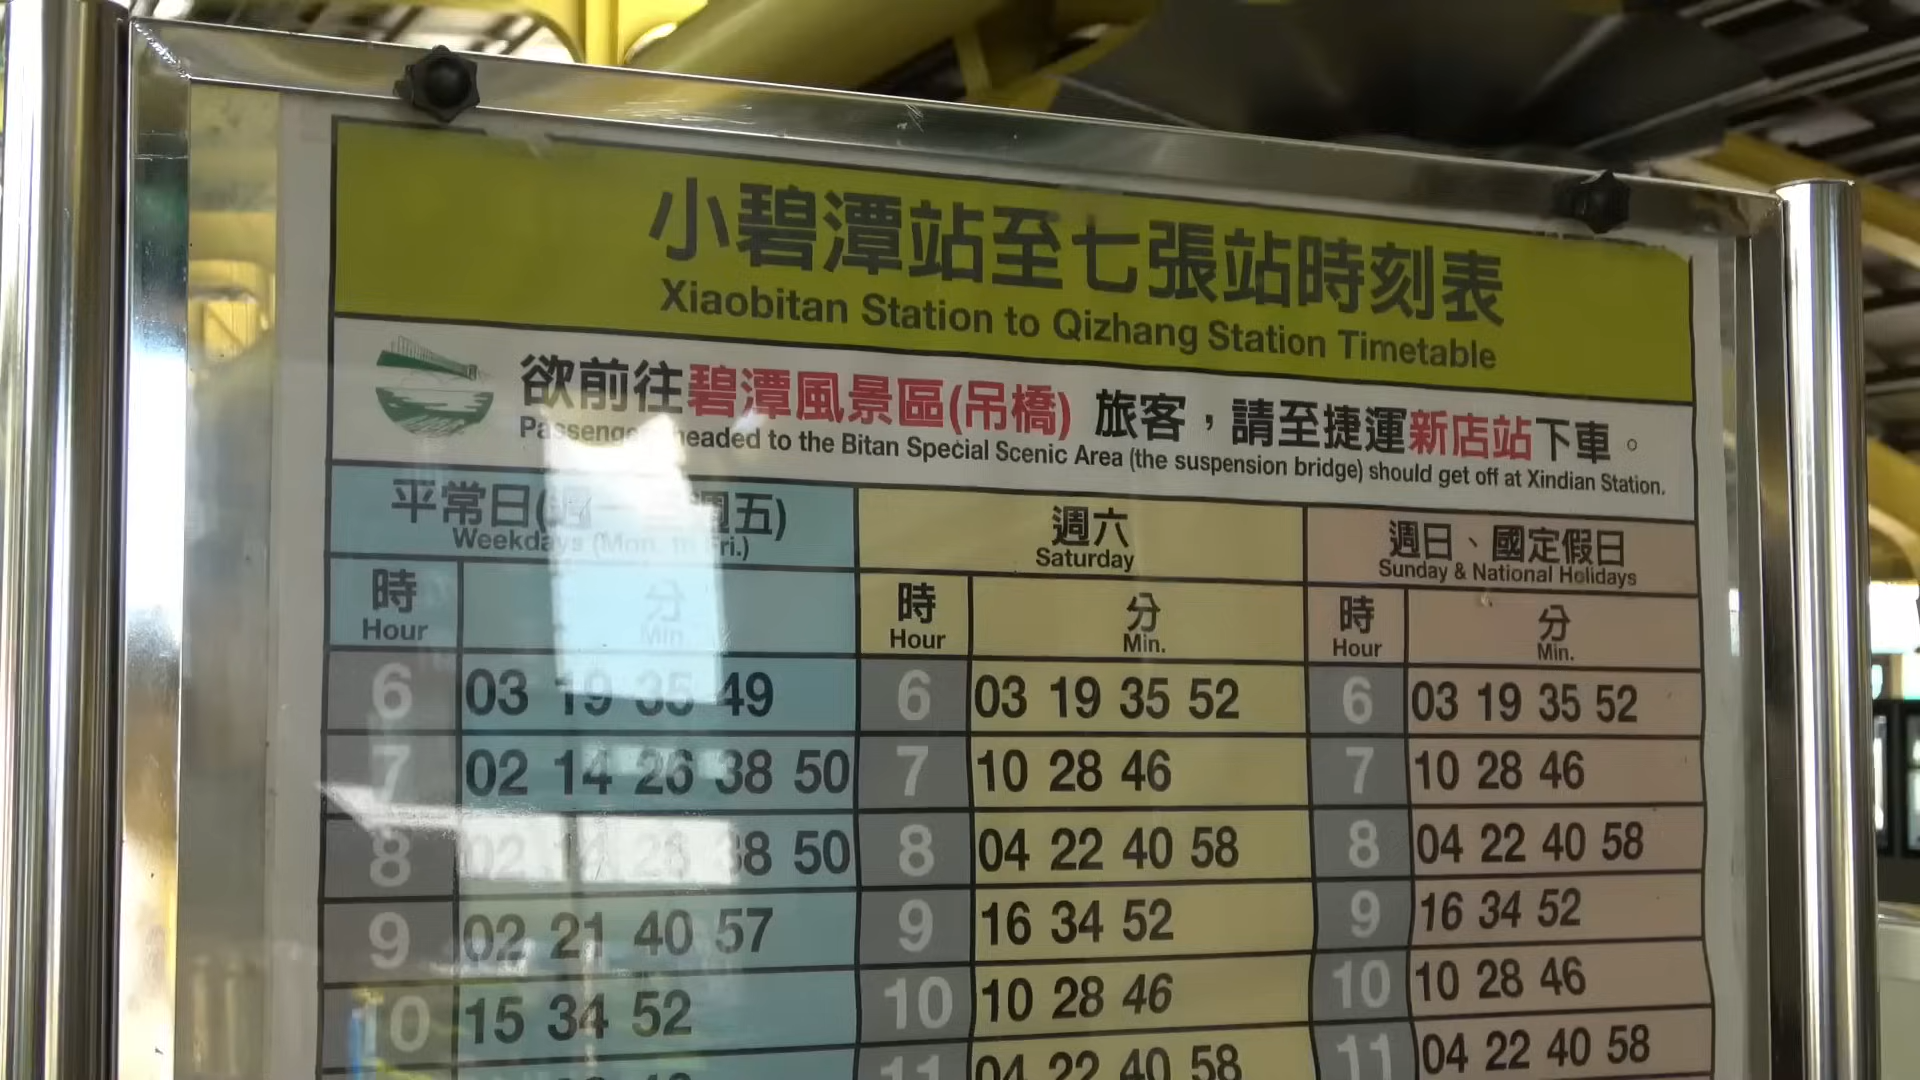 小碧潭站至七張站時刻表
Xiaobitan Station to Qizhang Station Timetable
欲前往碧潭風景區(吊橋) 旅客，請至捷運新店站下車。
headed to the Bitan Special Scenic Area (the suspension bridge) should get off at Xindian Station.
平常日(週一至週五) 週六 週日、國定假日
Weekdays (Mon. to Fri.) Saturday Sunday & National Holidays
時 分 時 分 時 分
Hour Min. Hour Min. Hour Min.
6 03 19 35 49 6 03 19 35 52 6 03 19 35 52
7 02 14 26 38 50 7 10 28 46 7 10 28 46
8 02 14 26 38 50 8 04 22 40 58 8 04 22 40 58
9 02 21 40 57 9 16 34 52 9 16 34 52
10 15 34 52 10 10 28 46 10 10 28 46
11 04 22 40 58 11 04 22 40 58